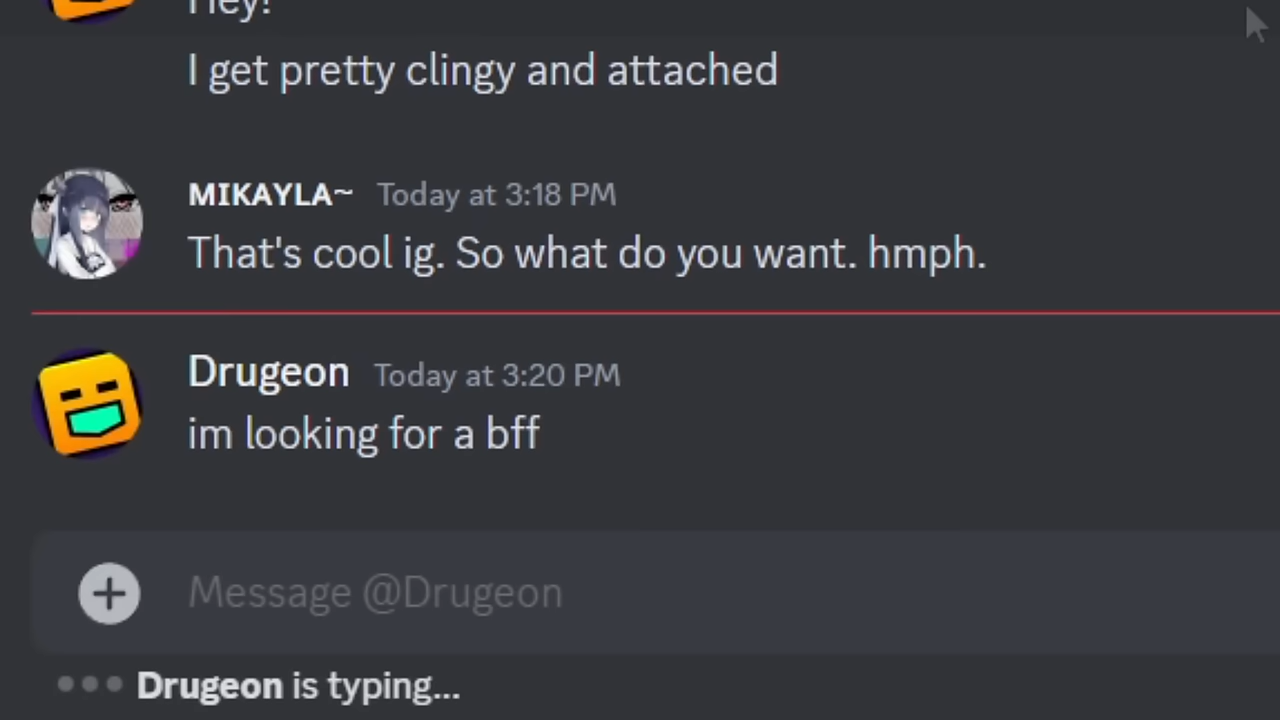 Hey!
I get pretty clingy and attached
MIKAYLA~ Today at 3:18 PM
That's cool ig. So what do you want. hmph.
Drugeon Today at 3:20 PM
im looking for a bff
Message @Drugeon
Drugeon is typing...